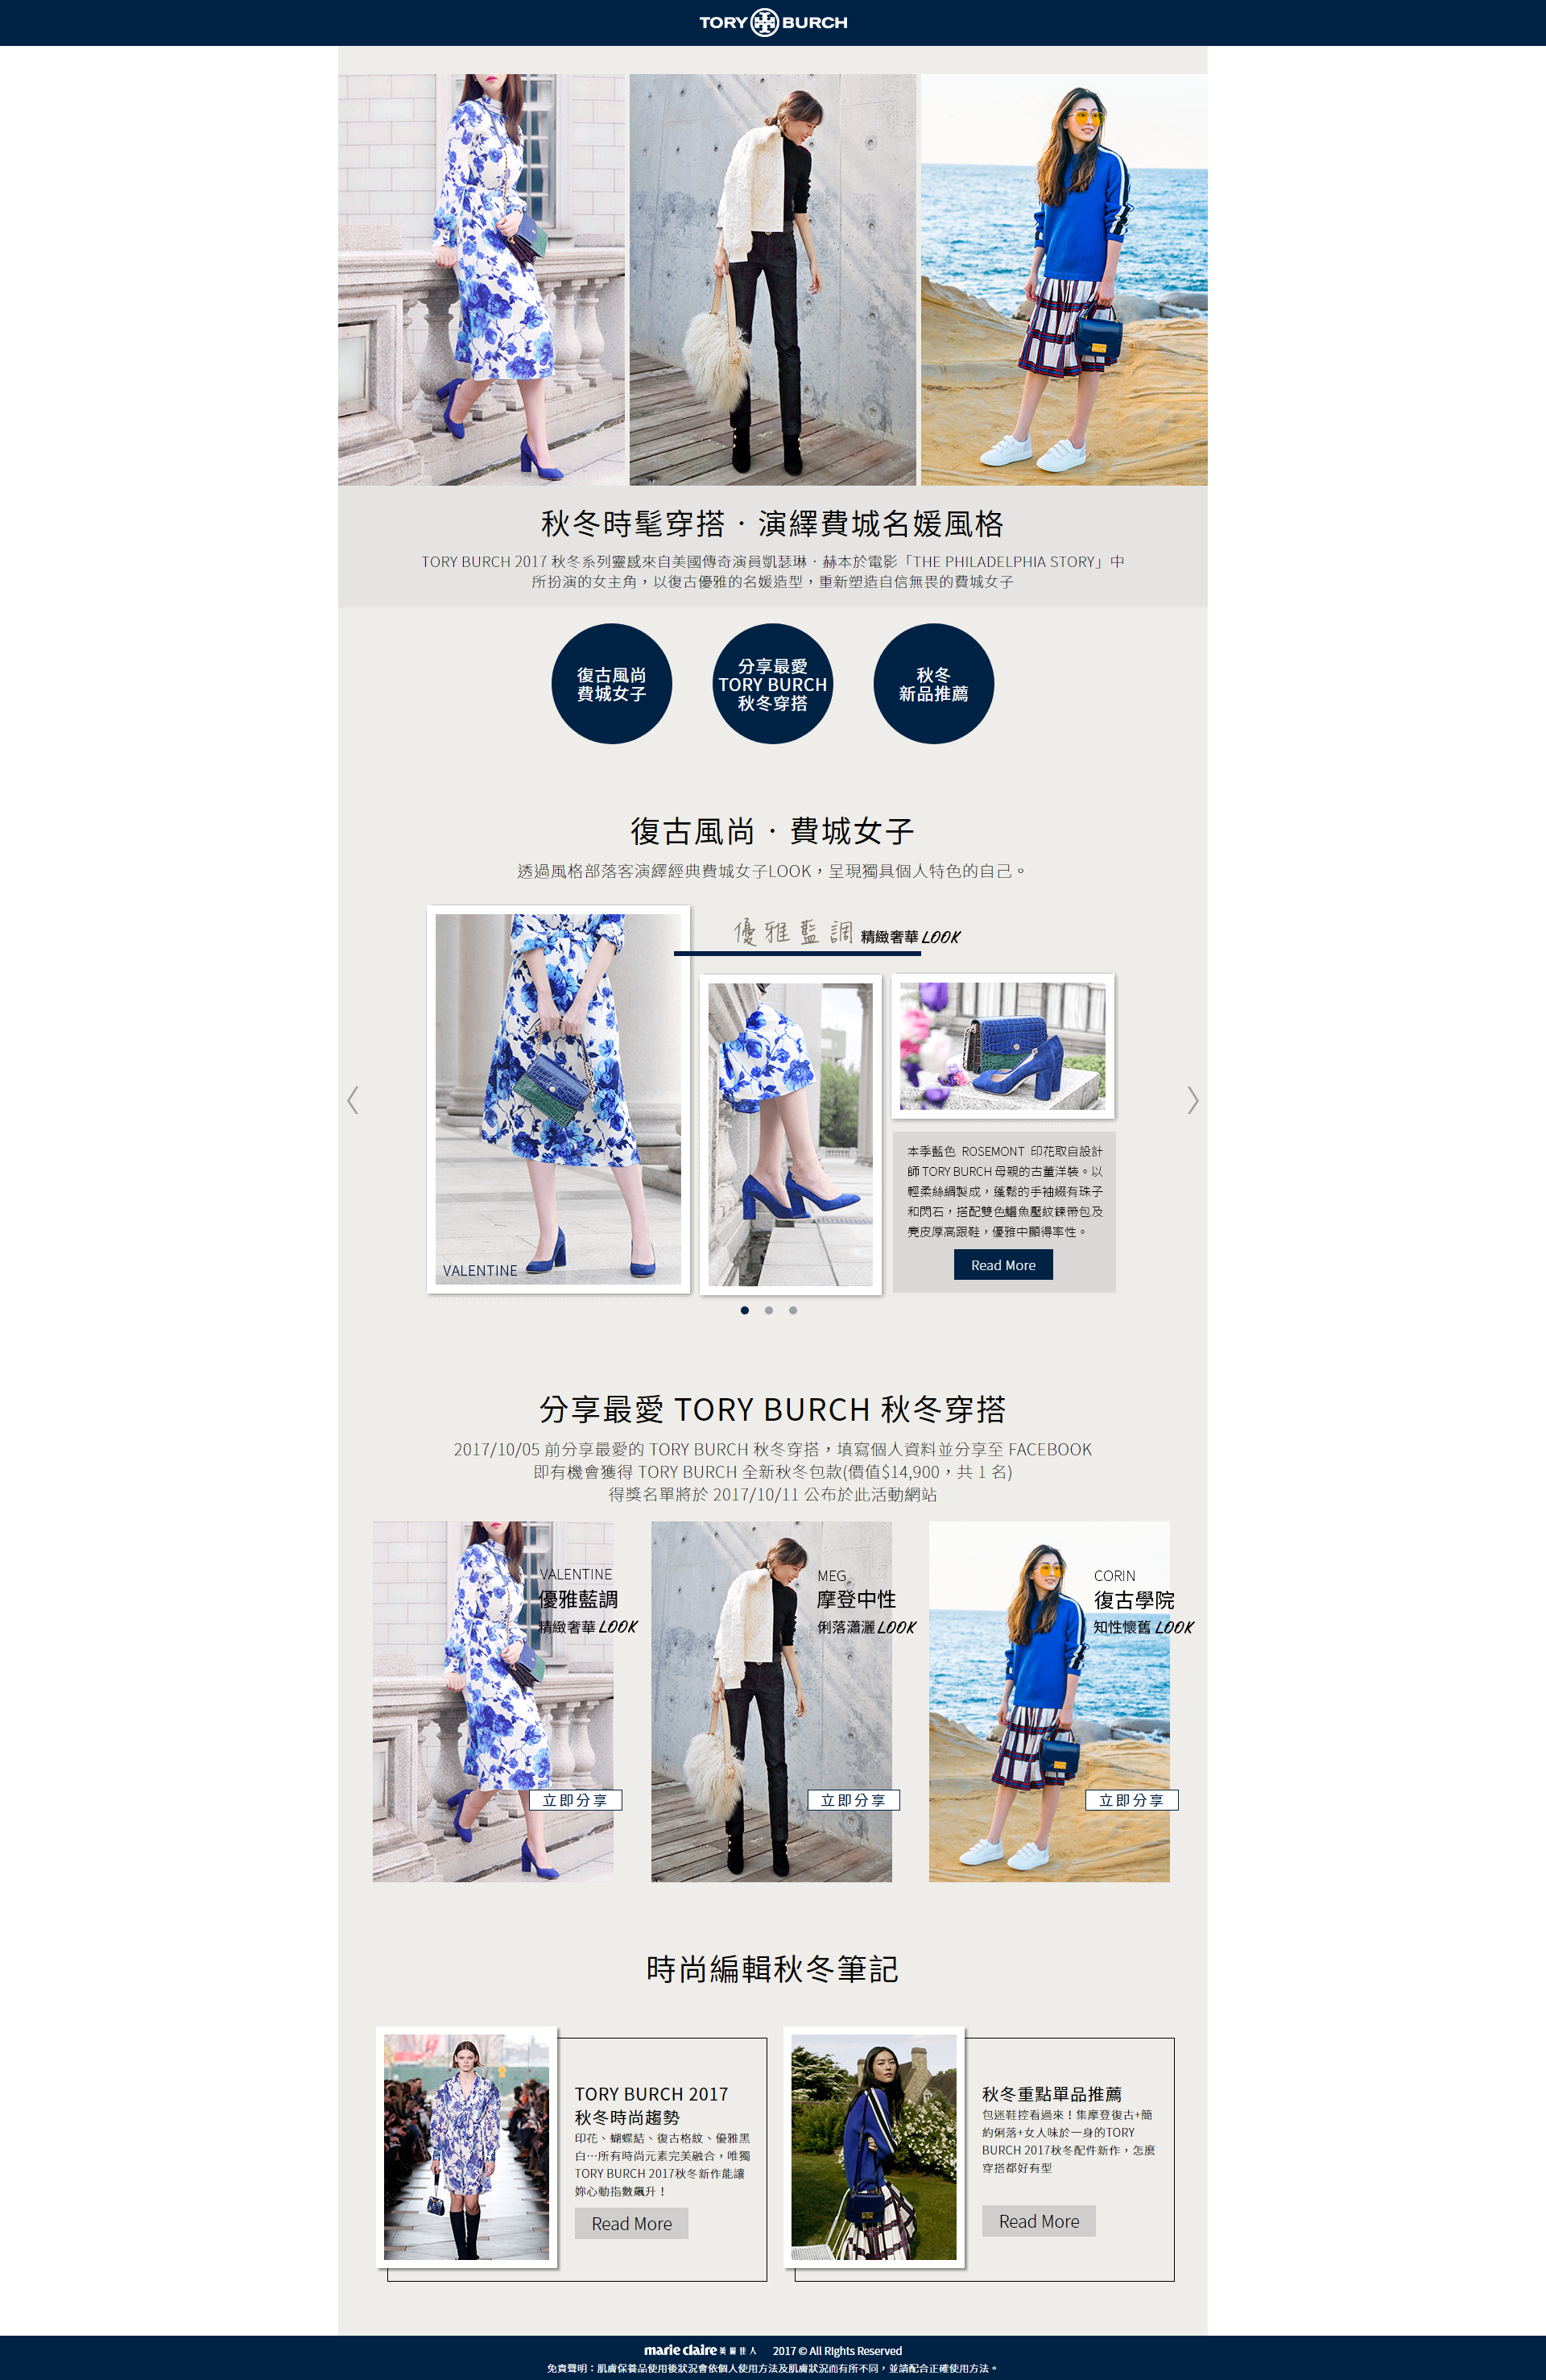 TORY BURCH
秋冬時髦穿搭．演繹費城名媛風格
TORY BURCH 2017 秋冬系列靈感來自美國傳奇演員凱瑟琳．赫本於電影「THE PHILADELPHIA STORY」中
所扮演的女主角，以復古優雅的名媛造型，重新塑造自信無畏的費城女子
復古風尚
費城女子
分享最愛
TORY BURCH
秋冬穿搭
秋冬
新品推薦
復古風尚．費城女子
透過風格部落客演繹經典費城女子LOOK，呈現獨具個人特色的自己。
優雅藍調 精緻奢華 LOOK
VALENTINE
本季藍色 ROSEMONT 印花取自設計
師 TORY BURCH 母親的古董洋裝。以
輕柔絲綢製成，蓬鬆的手袖綴有珠子
和閃石，搭配雙色鱷魚壓紋鍊帶包及
麂皮厚高跟鞋，優雅中顯得率性。
Read More
分享最愛 TORY BURCH 秋冬穿搭
2017/10/05 前分享最愛的 TORY BURCH 秋冬穿搭，填寫個人資料並分享至 FACEBOOK
即有機會獲得 TORY BURCH 全新秋冬包款(價值$14,900，共 1 名)
得獎名單將於 2017/10/11 公布於此活動網站
VALENTINE
優雅藍調
精緻奢華 LOOK
立即分享
MEG
摩登中性
俐落瀟灑 LOOK
立即分享
CORIN
復古學院
知性懷舊 LOOK
立即分享
時尚編輯秋冬筆記
TORY BURCH 2017
秋冬時尚趨勢
印花、蝴蝶結、復古格紋、優雅黑
白…所有時尚元素完美融合，唯獨
TORY BURCH 2017秋冬新作能讓
妳心動指數飆升！
Read More
秋冬重點單品推薦
包迷鞋控看過來！集摩登復古+簡
約俐落+女人味於一身的TORY
BURCH 2017秋冬配件新作，怎麼
穿搭都好有型
Read More
marie claire 美麗佳人 2017 © All Rights Reserved
免責聲明：肌膚保養品使用後狀況會依個人使用方法及肌膚狀況而有所不同，並請配合正確使用方法。